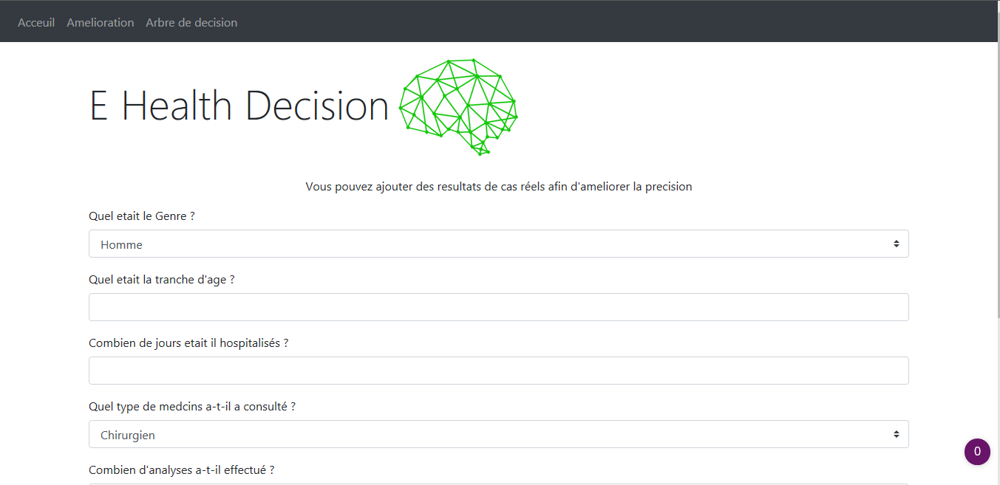 Acceuil Amelioration Arbre de decision
E Health Decision
Vous pouvez ajouter des resultats de cas réels afin d'ameliorer la precision
Quel etait le Genre ?
Homme
Quel etait la tranche d'age ?
Combien de jours etait il hospitalisés ?
Quel type de medcins a-t-il a consulté ?
Chirurgien
0
Combien d'analyses a-t-il effectué ?